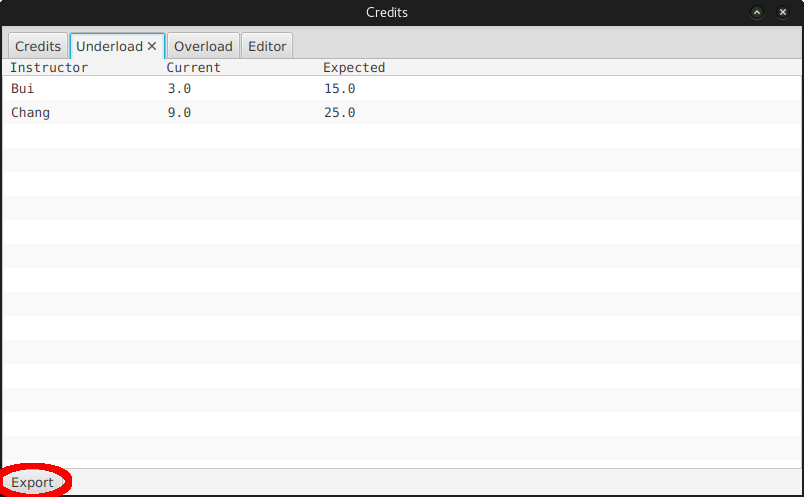 Credits
Credits Underload Overload Editor
Instructor Current Expected
Bui 3.0 15.0
Chang 9.0 25.0
Export